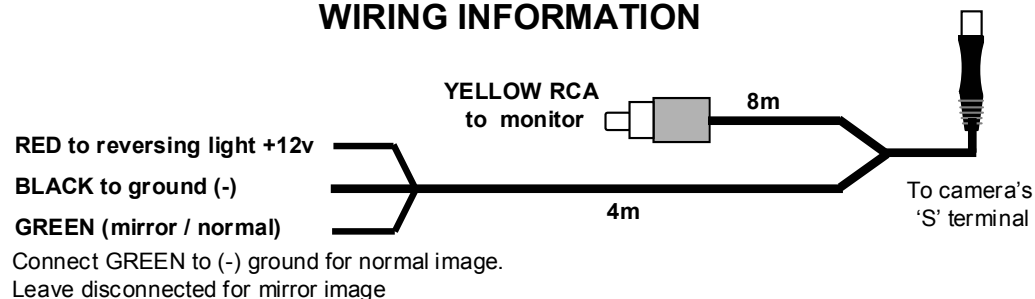 WIRING INFORMATION
YELLOW RCA
to monitor
8m
RED to reversing light +12v
BLACK to ground (-)
GREEN (mirror / normal)
4m
To camera's
‘S’ terminal
Connect GREEN to (-) ground for normal image.
Leave disconnected for mirror image